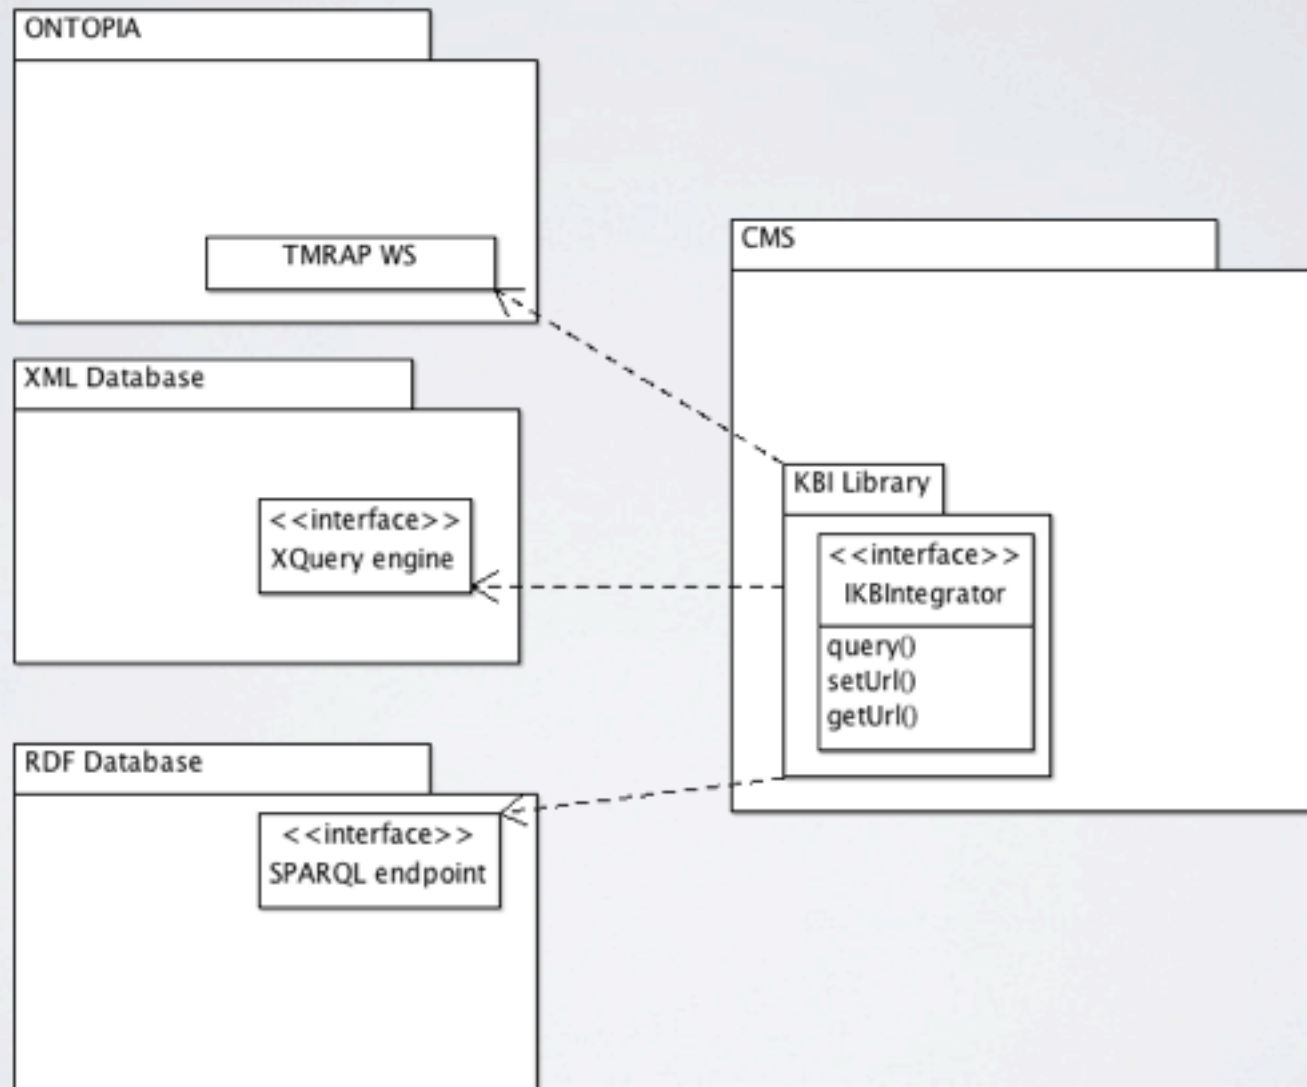 ONTOPIA
TMRAP WS
XML Database
<<interface>>
XQuery engine
RDF Database
<<interface>>
SPARQL endpoint
CMS
KBI Library
<<interface>>
IKBIntegrator
query()
setUrl()
getUrl()